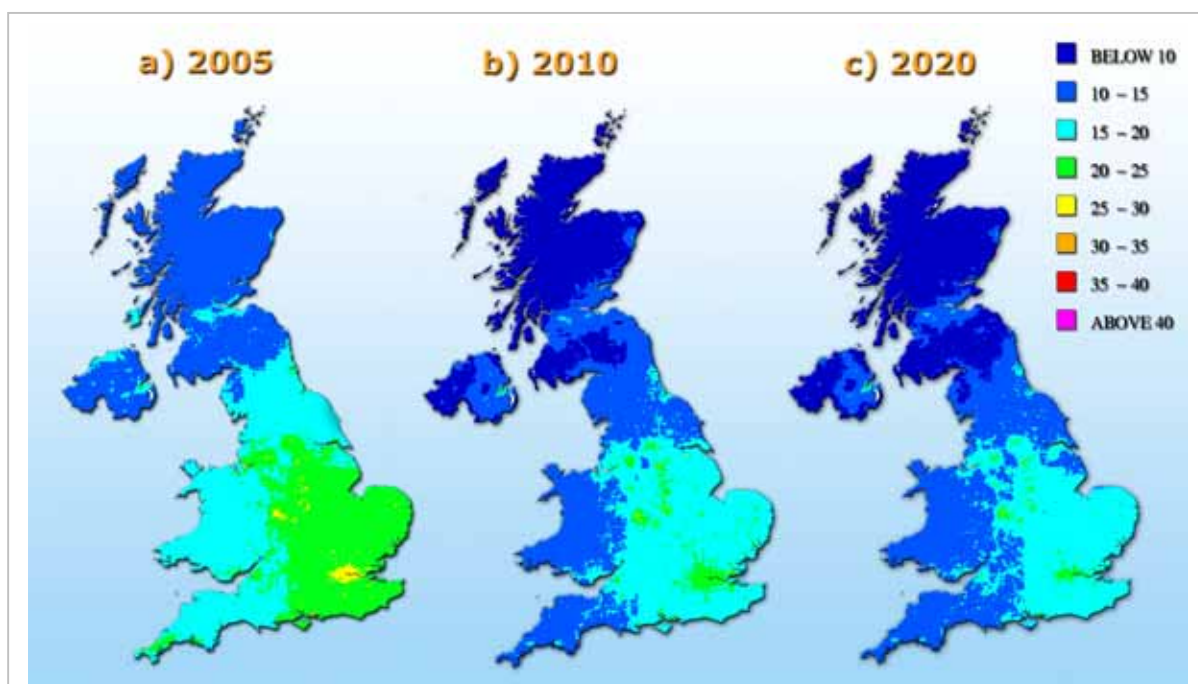 a) 2005
b) 2010
c) 2020
BELOW 10
10 – 15
15 – 20
20 – 25
25 – 30
30 – 35
35 – 40
ABOVE 40